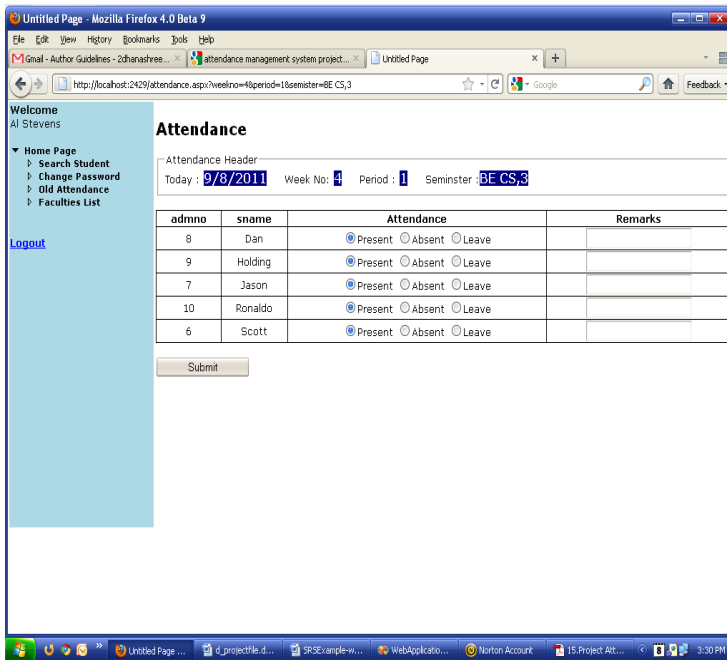 Untitled Page - Mozilla Firefox 4.0 Beta 9
File Edit View History Bookmarks Tools Help
Gmail - Author Guidelines - 2dhanashree... × attendance management system project... × Untitled Page × +
http://localhost:2429/attendance.aspx?weekno=4&period=1&semister=BE CS,3 Google Feedback
Welcome
Al Stevens
Home Page
Search Student
Change Password
Old Attendance
Faculties List
Logout
Attendance
Attendance Header
Today : 9/8/2011 Week No: 4 Period : 1 Seminster : BE CS,3
admno sname Attendance Remarks
8 Dan Present Absent Leave
9 Holding Present Absent Leave
7 Jason Present Absent Leave
10 Ronaldo Present Absent Leave
6 Scott Present Absent Leave
Submit
Untitled Page ... d_projectfile.d... SRSExample-w... WebApplicatio... Norton Account 15.Project Att... 8 3:30 PM